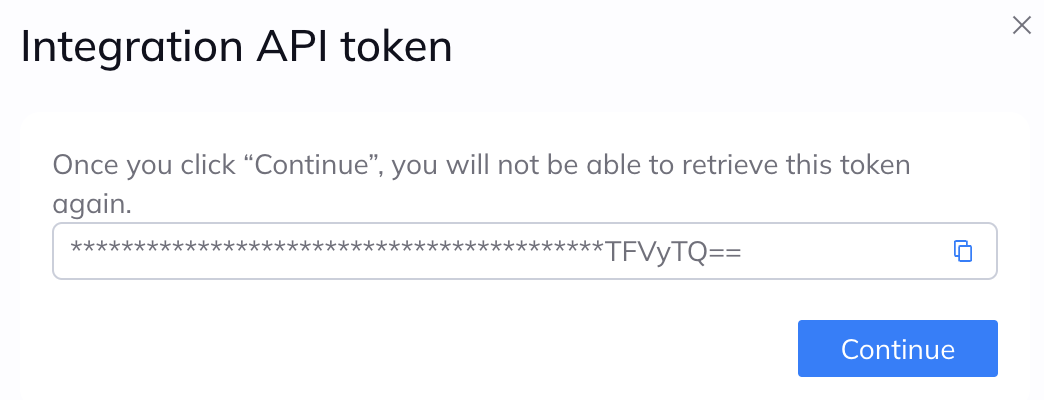 Integration API token
Once you click “Continue”, you will not be able to retrieve this token
again.
******************************************TFVyTQ==
Continue